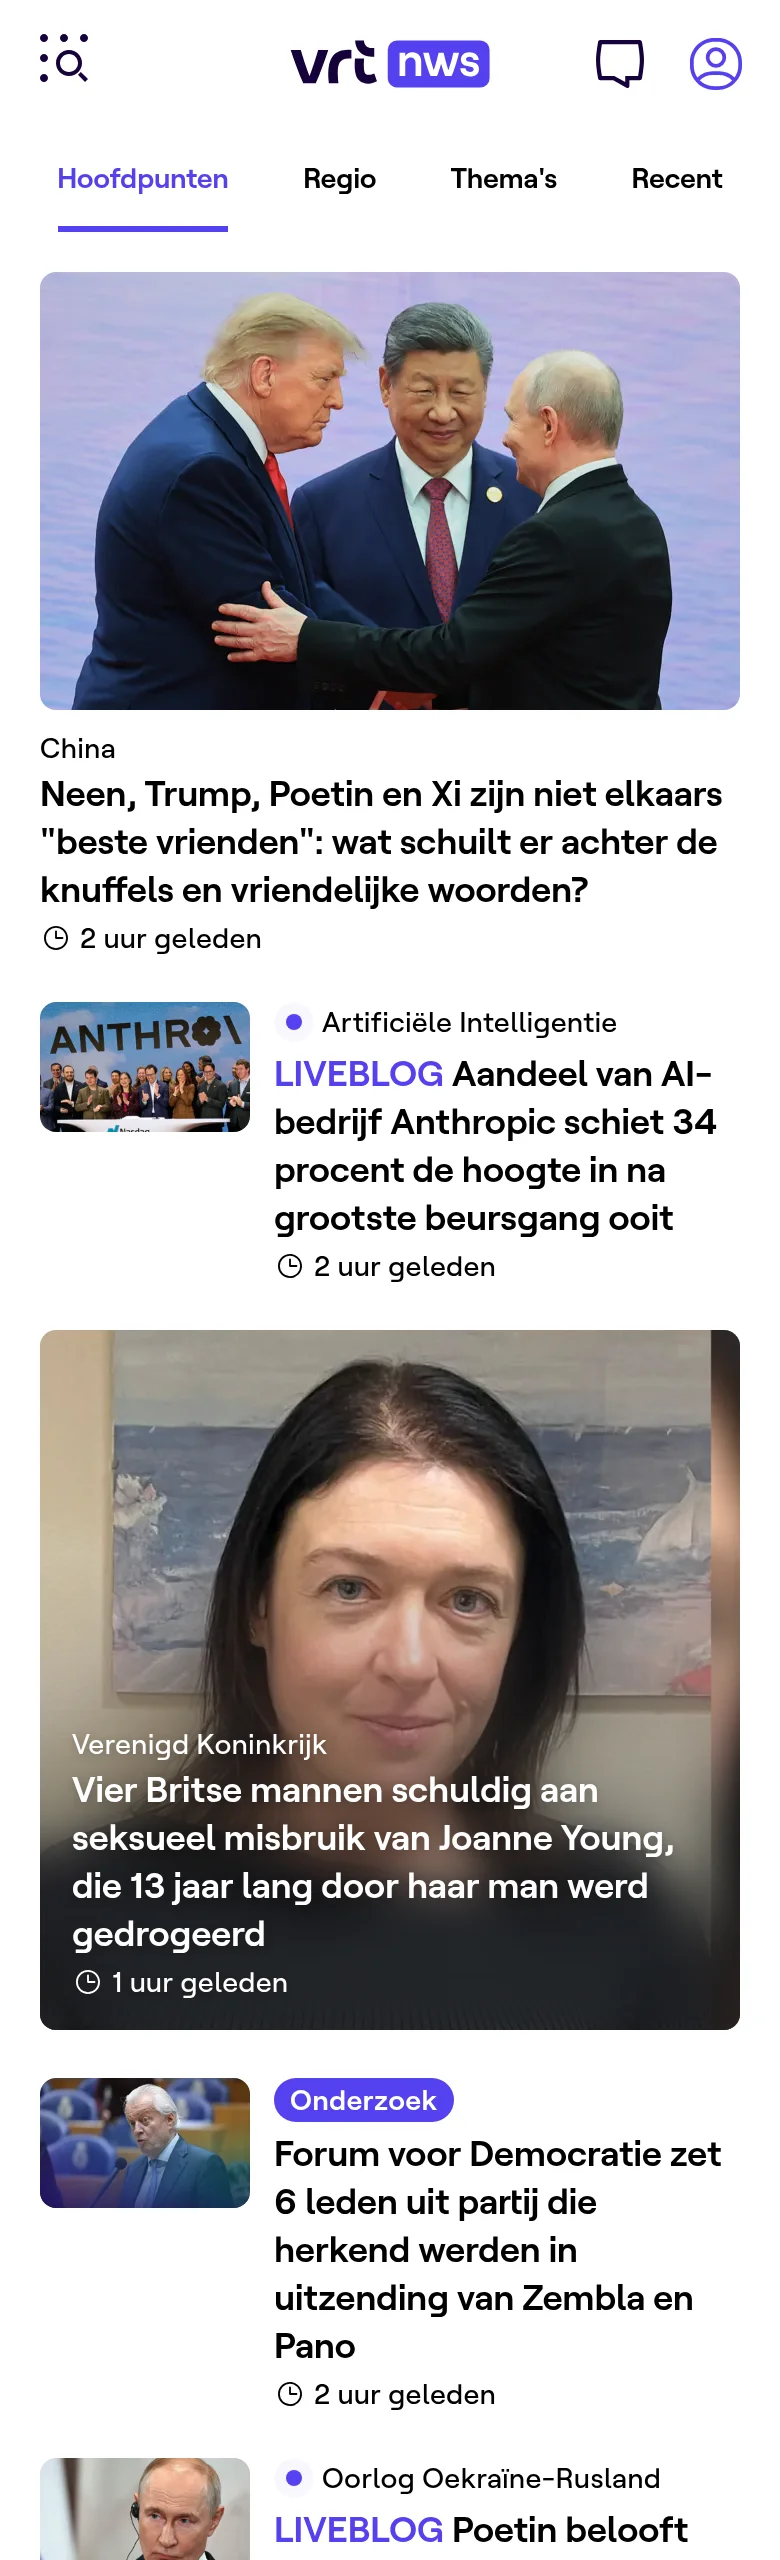 vrt nws
Hoofdpunten Regio Thema's Recent
China
Neen, Trump, Poetin en Xi zijn niet elkaars
"beste vrienden": wat schuilt er achter de
knuffels en vriendelijke woorden?
2 uur geleden
ANTHRO\
Nasdaq
Artificiële Intelligentie
LIVEBLOG Aandeel van AI-
bedrijf Anthropic schiet 34
procent de hoogte in na
grootste beursgang ooit
2 uur geleden
Verenigd Koninkrijk
Vier Britse mannen schuldig aan
seksueel misbruik van Joanne Young,
die 13 jaar lang door haar man werd
gedrogeerd
1 uur geleden
Onderzoek
Forum voor Democratie zet
6 leden uit partij die
herkend werden in
uitzending van Zembla en
Pano
2 uur geleden
Oorlog Oekraïne-Rusland
LIVEBLOG Poetin belooft